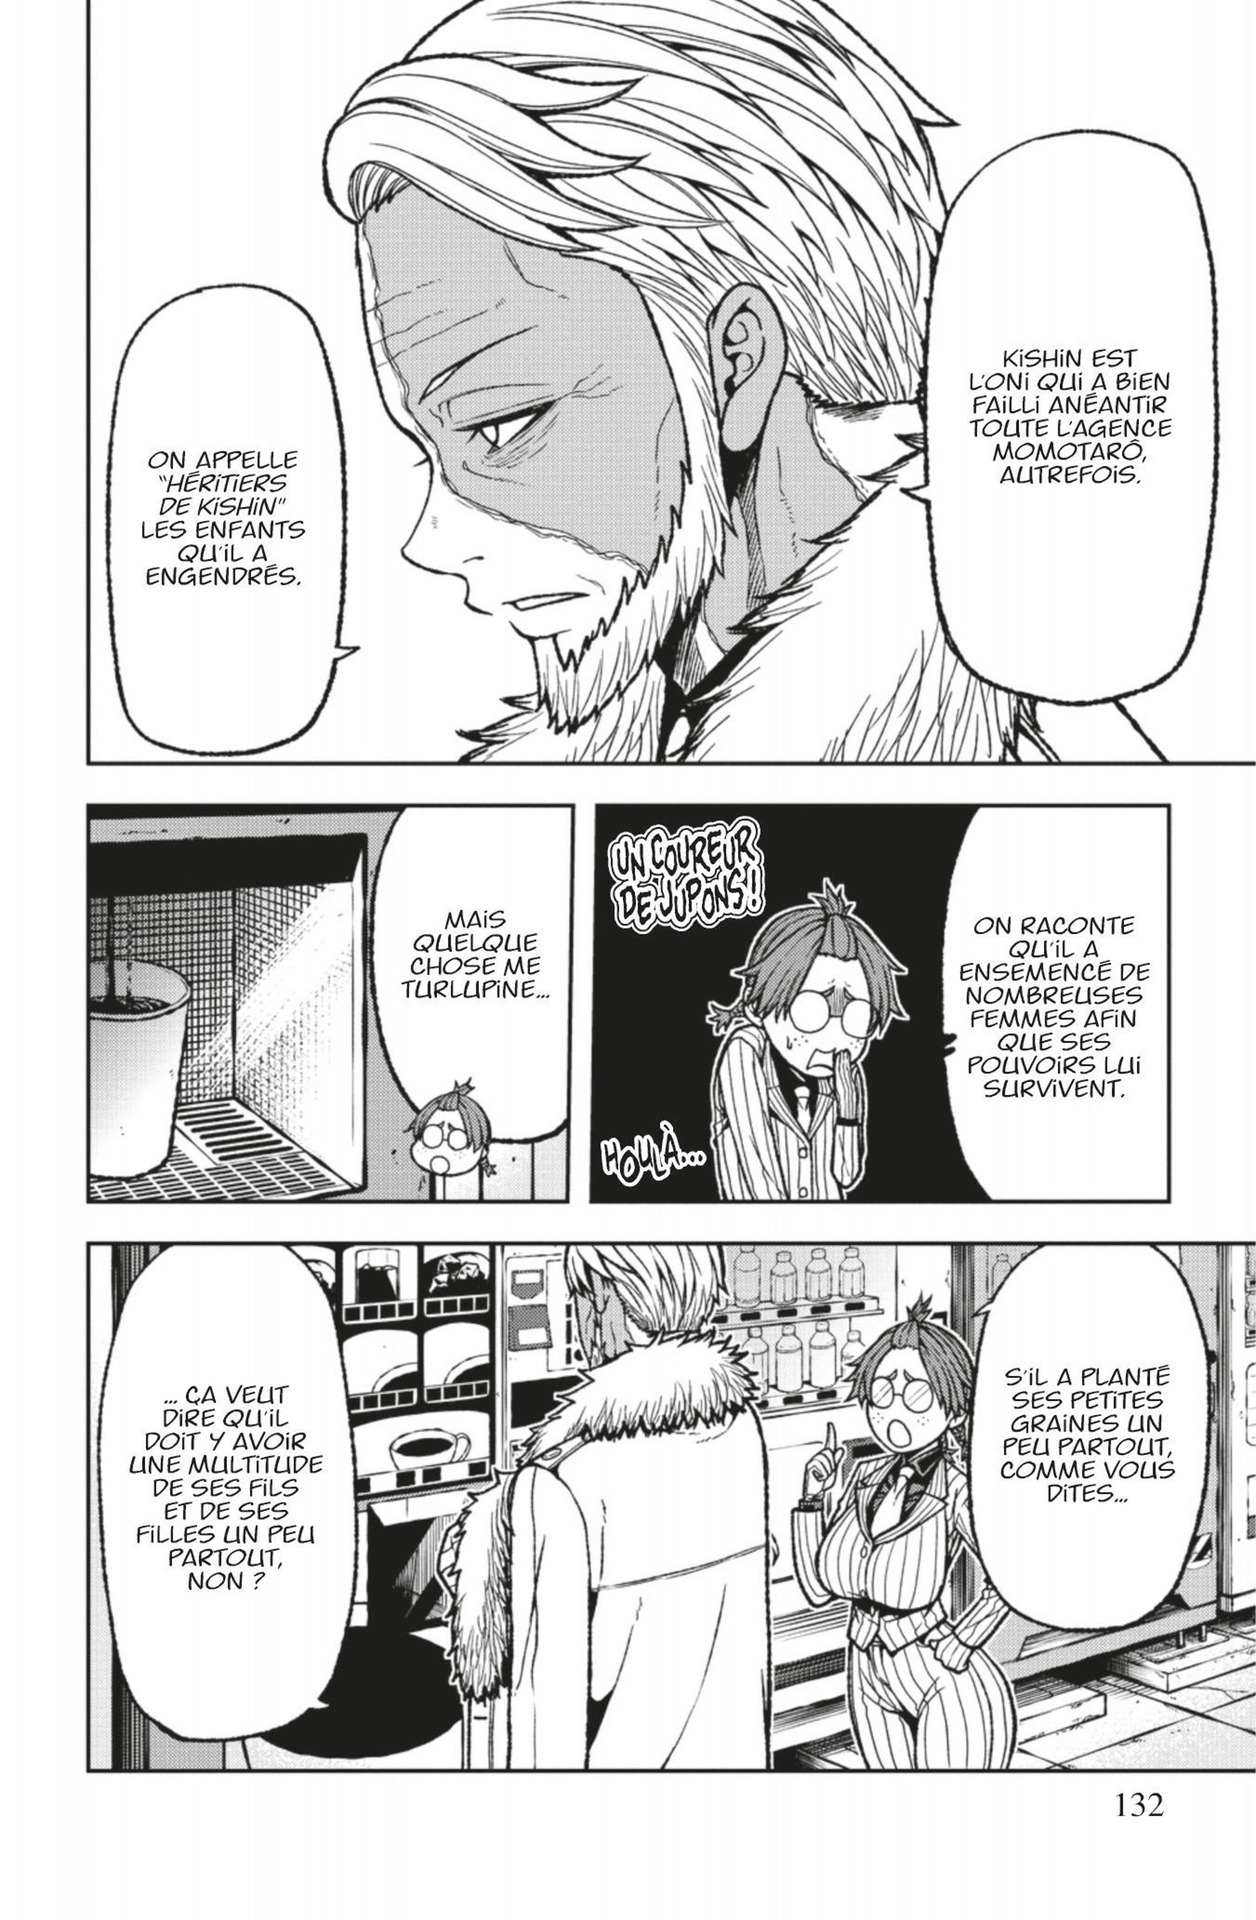 KISHIN EST
L'ONI QUI A BIEN
FAILLI ANÉANTIR
TOUTE L'AGENCE
MOMOTARÔ,
AUTREFOIS.
ON APPELLE
"HÉRITIERS
DE KISHIN"
LES ENFANTS
QU'IL A
ENGENDRÉS.
ON RACONTE
QU'IL A
ENSEMENCÉ DE
NOMBREUSES
FEMMES AFIN
QUE SES
POUVOIRS LUI
SURVIVENT.
UN COUREUR
DE JUPONS !
HOULÀ...
MAIS
QUELQUE
CHOSE ME
TURLUPINE...
S'IL A PLANTÉ
SES PETITES
GRAINES UN
PEU PARTOUT,
COMME VOUS
DITES...
... ÇA VEUT
DIRE QU'IL
DOIT Y AVOIR
UNE MULTITUDE
DE SES FILS
ET DE SES
FILLES UN PEU
PARTOUT,
NON ?
132